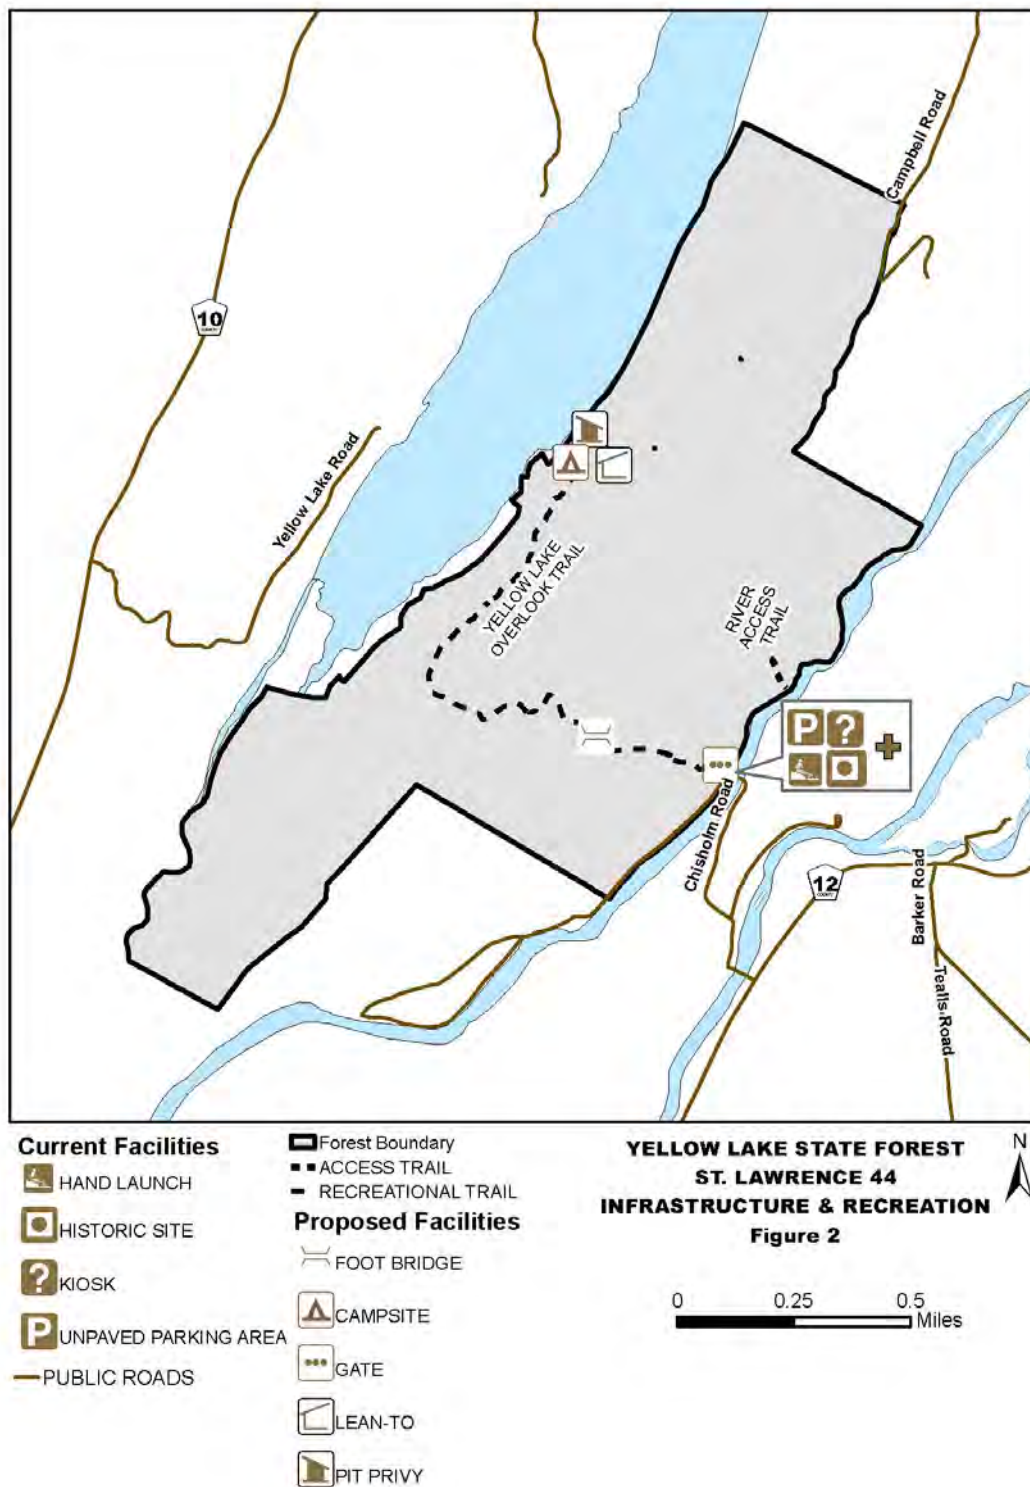 Campbell Road
10
Yellow Lake Road
YELLOW LAKE
OVERLOOK TRAIL
RIVER
ACCESS
TRAIL
P ?
Chisholm Road
12
Barker Road
Tealls Road
Current Facilities
HAND LAUNCH
HISTORIC SITE
? KIOSK
P UNPAVED PARKING AREA
PUBLIC ROADS
Forest Boundary
ACCESS TRAIL
RECREATIONAL TRAIL
Proposed Facilities
FOOT BRIDGE
CAMPSITE
GATE
LEAN-TO
PIT PRIVY
YELLOW LAKE STATE FOREST
ST. LAWRENCE 44
INFRASTRUCTURE & RECREATION
Figure 2
N
0 0.25 0.5
Miles